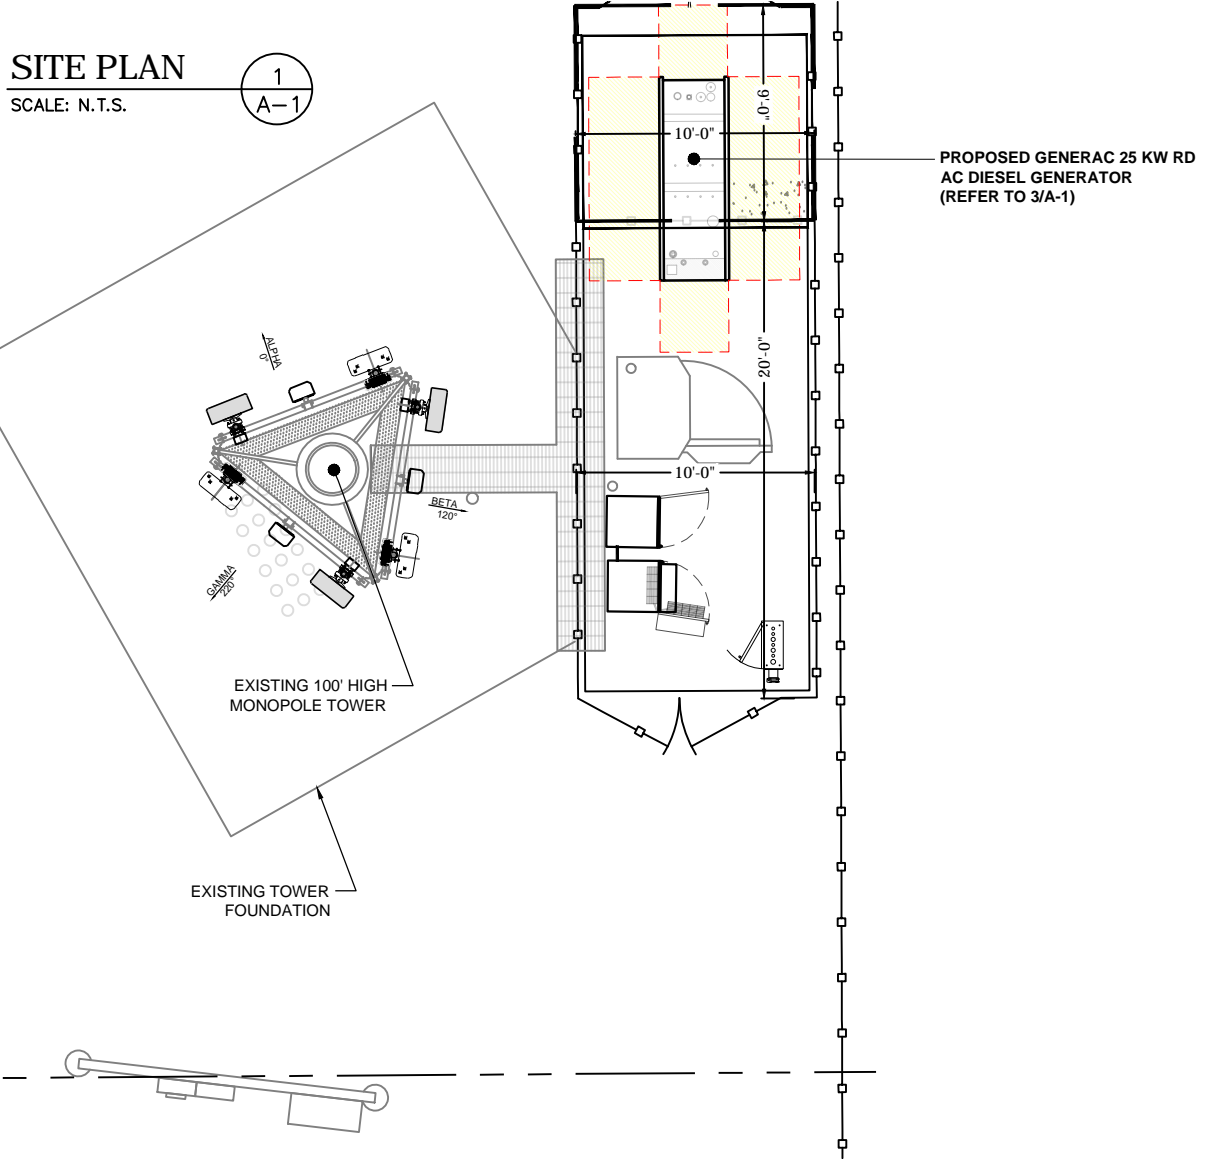 SITE PLAN
SCALE: N.T.S.
1
A-1
9'-0"
10'-0"
PROPOSED GENERAC 25 KW RD
AC DIESEL GENERATOR
(REFER TO 3/A-1)
20'-0"
ALPHA
0°
10'-0"
BETA
120°
GAMMA
220°
EXISTING 100' HIGH
MONOPOLE TOWER
EXISTING TOWER
FOUNDATION